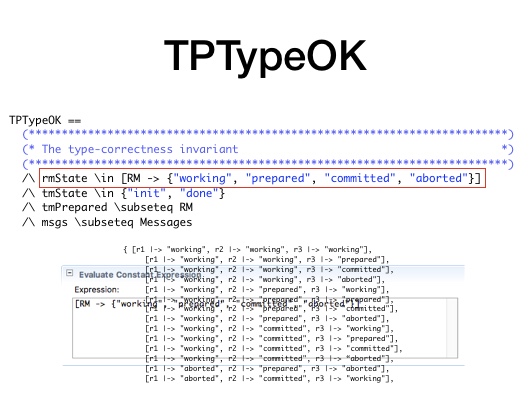 TPTypeOK
TPTypeOK ==
(************************************************************************)
(* The type-correctness invariant *)
(************************************************************************)
/\ rmState \in [RM -> {"working", "prepared", "committed", "aborted"}]
/\ tmState \in {"init", "done"}
/\ tmPrepared \subseteq RM
/\ msgs \subseteq Messages
{ [r1 |-> "working", r2 |-> "working", r3 |-> "working"],
[r1 |-> "working", r2 |-> "working", r3 |-> "prepared"],
[r1 |-> "working", r2 |-> "working", r3 |-> "committed"],
Evaluate Constant Expression
[r1 |-> "working", r2 |-> "working", r3 |-> "aborted"],
Expression:
[r1 |-> "working", r2 |-> "prepared", r3 |-> "working"],
[r1 |-> "working", r2 |-> "prepared", r3 |-> "prepared"],
[RM -> {"working", "prepared", "committed", "aborted"}]
[r1 |-> "working", r2 |-> "prepared", r3 |-> "committed"],
[r1 |-> "working", r2 |-> "prepared", r3 |-> "aborted"],
[r1 |-> "working", r2 |-> "committed", r3 |-> "working"],
[r1 |-> "working", r2 |-> "committed", r3 |-> "prepared"],
[r1 |-> "working", r2 |-> "committed", r3 |-> "committed"],
[r1 |-> "working", r2 |-> "committed", r3 |-> "aborted"],
[r1 |-> "aborted", r2 |-> "prepared", r3 |-> "aborted"],
[r1 |-> "aborted", r2 |-> "committed", r3 |-> "working"],